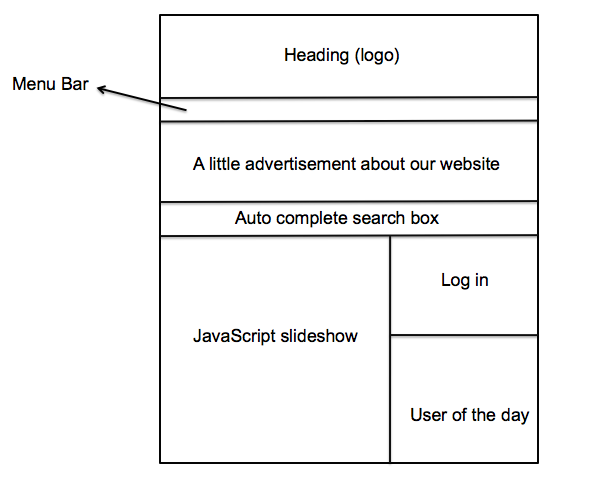 Heading (logo)
Menu Bar
A little advertisement about our website
Auto complete search box
Log in
JavaScript slideshow
User of the day